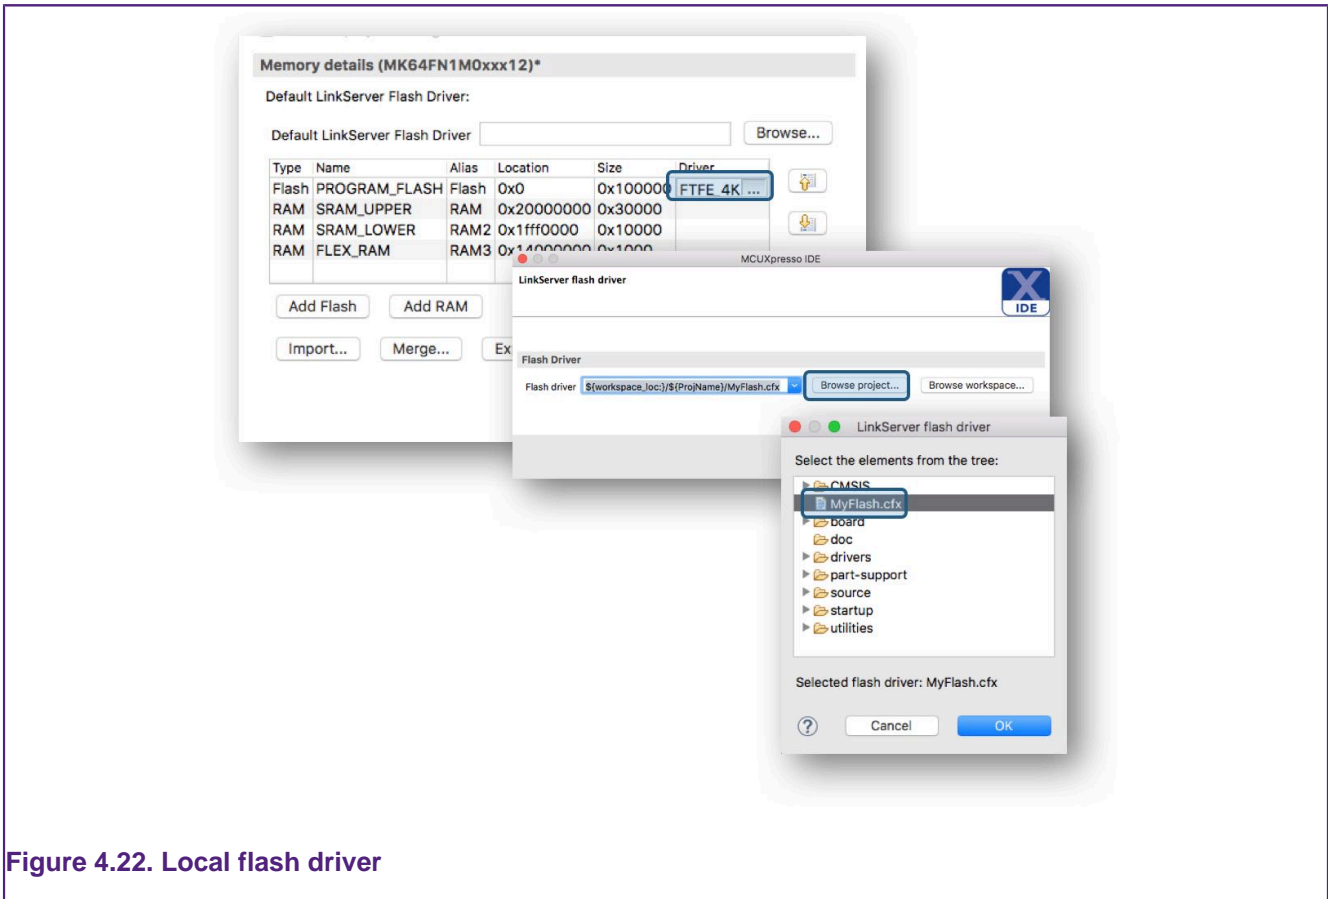 Memory details (MK64FN1M0xxx12)*
Default LinkServer Flash Driver:
Default LinkServer Flash Driver
Browse...
Type Name Alias Location Size Driver
Flash PROGRAM_FLASH Flash 0x0 0x100000 FTFE_4K ...
RAM SRAM_UPPER RAM 0x20000000 0x30000
RAM SRAM_LOWER RAM2 0x1fff0000 0x10000
RAM FLEX_RAM RAM3 0x14000000 0x1000
Add Flash Add RAM
Import... Merge... Ex
MCUXpresso IDE
LinkServer flash driver
X
IDE
Flash Driver
Flash driver ${workspace_loc:}/${ProjName}/MyFlash.cfx Browse project... Browse workspace...
LinkServer flash driver
Select the elements from the tree:
CMSIS
MyFlash.cfx
board
doc
drivers
part-support
source
startup
utilities
Selected flash driver: MyFlash.cfx
? Cancel OK
Figure 4.22. Local flash driver